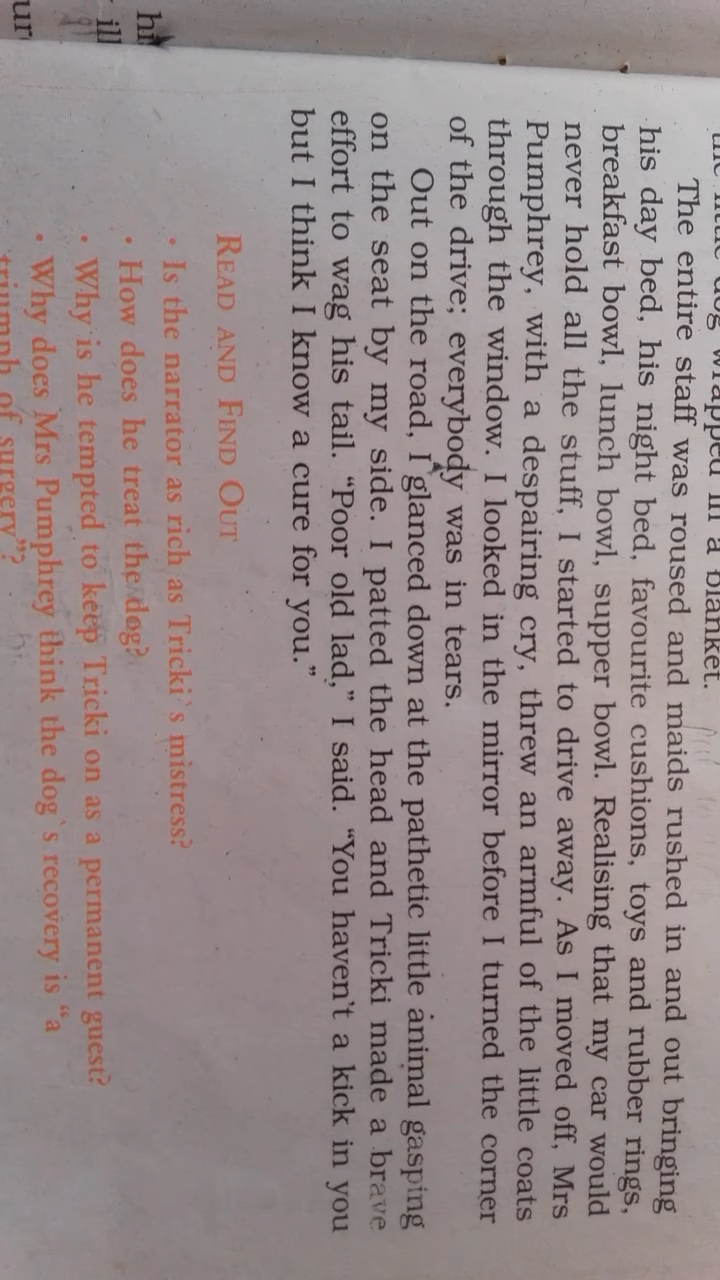 wrapped in a blanket.
The entire staff was roused and maids rushed in and out bringing
his day bed, his night bed, favourite cushions, toys and rubber rings,
breakfast bowl, lunch bowl, supper bowl. Realising that my car would
never hold all the stuff, I started to drive away. As I moved off, Mrs
Pumphrey, with a despairing cry, threw an armful of the little coats
through the window. I looked in the mirror before I turned the corner
of the drive; everybody was in tears.
Out on the road, I glanced down at the pathetic little animal gasping
on the seat by my side. I patted the head and Tricki made a brave
effort to wag his tail. “Poor old lad,” I said. “You haven't a kick in you
but I think I know a cure for you.”
READ AND FIND OUT
• Is the narrator as rich as Tricki's mistress?
• How does he treat the dog?
• Why is he tempted to keep Tricki on as a permanent guest?
• Why does Mrs Pumphrey think the dog's recovery is “a
triumph of surgery”?